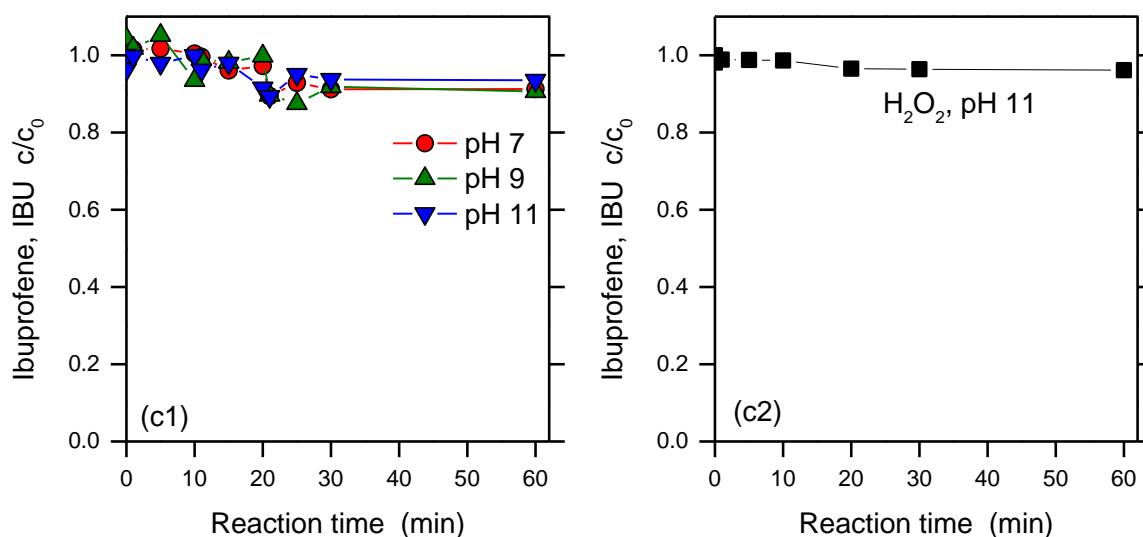 Ibuprofene, IBU c/c0
1.0
0.8
0.6
0.4
0.2
0.0
pH 7
pH 9
pH 11
(c1)
0 10 20 30 40 50 60
Reaction time (min)
Ibuprofene, IBU c/c0
1.0
0.8
0.6
0.4
0.2
0.0
H2O2, pH 11
(c2)
0 10 20 30 40 50 60
Reaction time (min)